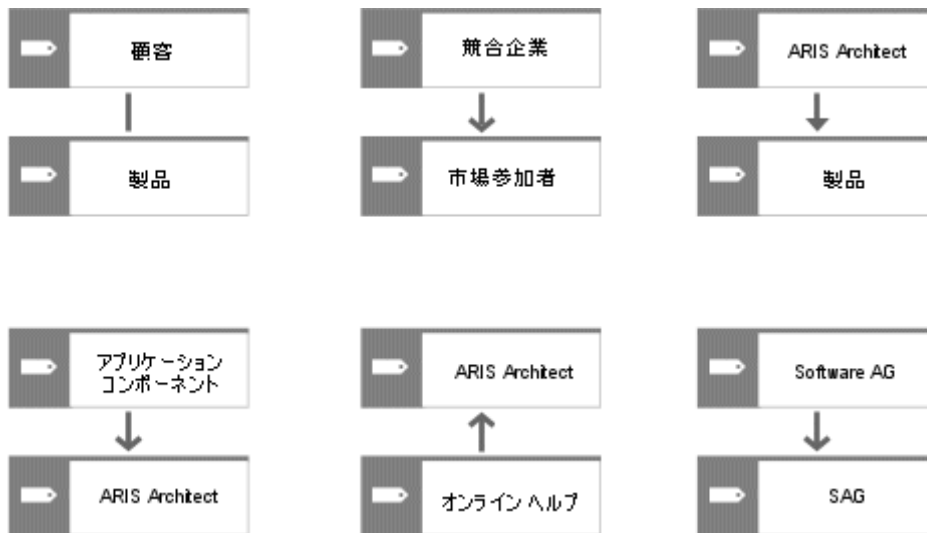 顧客
競合企業
ARIS Architect
製品
市場参加者
製品
アプリケーション
コンポーネント
ARIS Architect
Software AG
ARIS Architect
オンライン ヘルプ
SAG